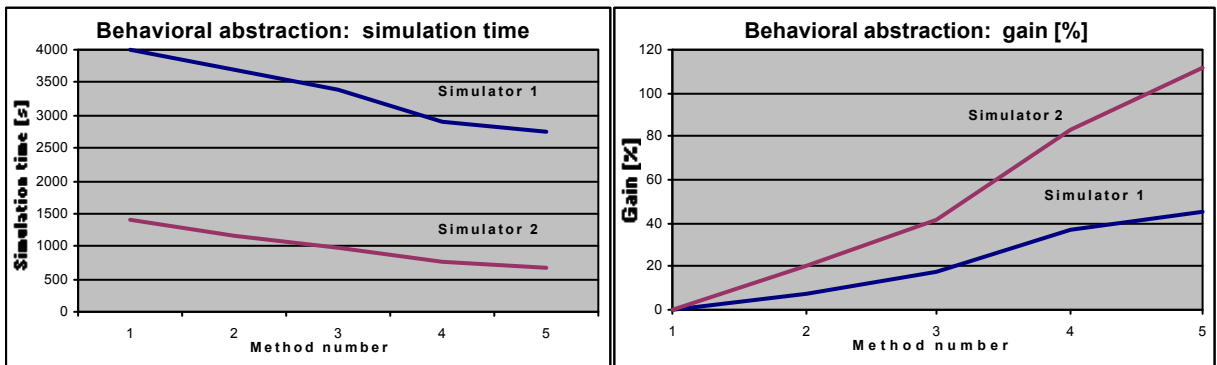 Behavioral abstraction: simulation time
Simulation time [s]
4000
3500
3000
2500
2000
1500
1000
500
0
Simulator 1
Simulator 2
1 2 3 4 5
Method number
Behavioral abstraction: gain [%]
Gain [%]
120
100
80
60
40
20
0
Simulator 2
Simulator 1
1 2 3 4 5
Method number